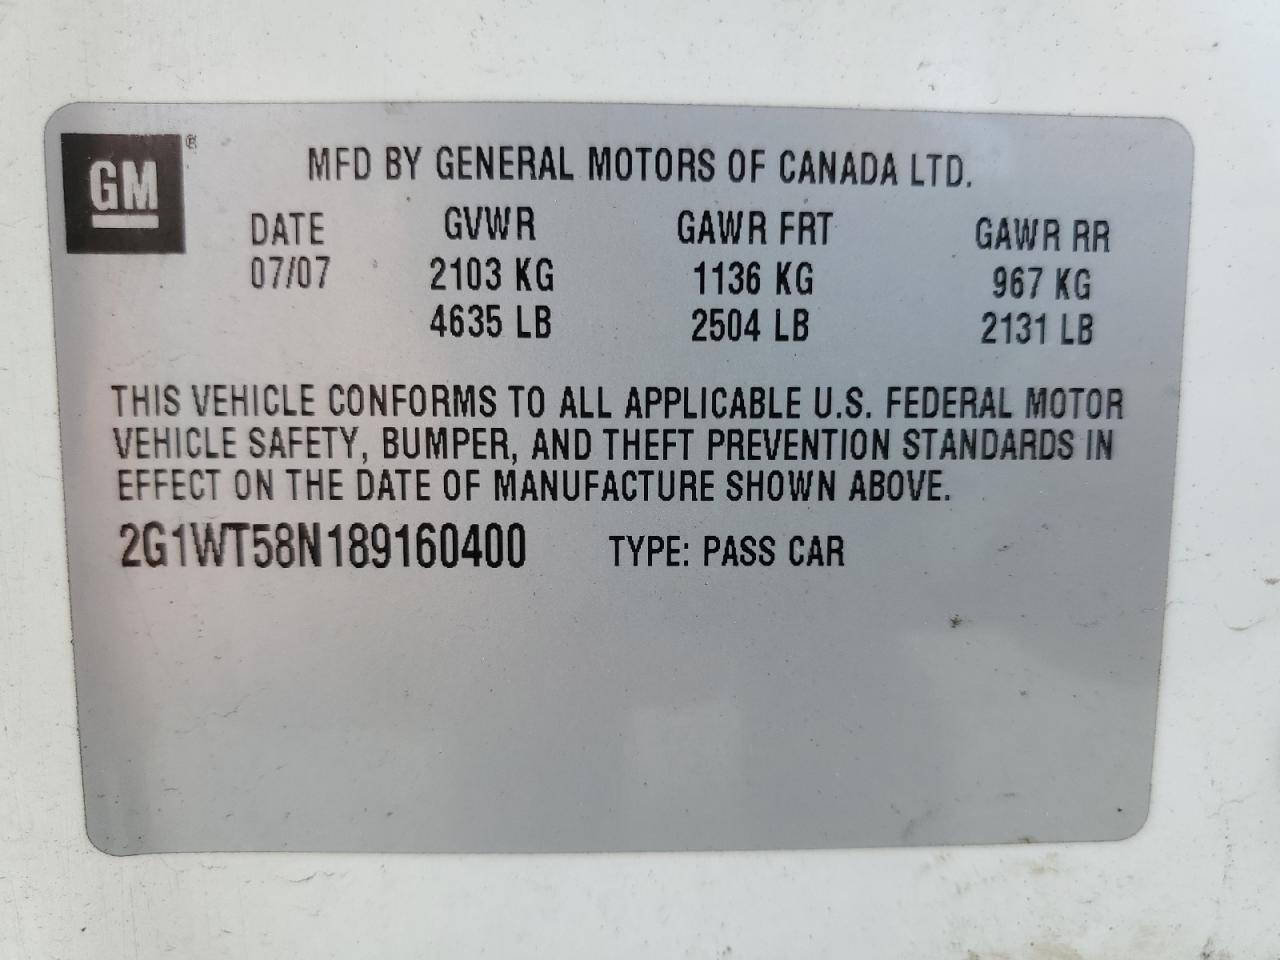 GM ®
MFD BY GENERAL MOTORS OF CANADA LTD.
DATE GVWR GAWR FRT GAWR RR
07/07 2103 KG 1136 KG 967 KG
4635 LB 2504 LB 2131 LB
THIS VEHICLE CONFORMS TO ALL APPLICABLE U.S. FEDERAL MOTOR
VEHICLE SAFETY, BUMPER, AND THEFT PREVENTION STANDARDS IN
EFFECT ON THE DATE OF MANUFACTURE SHOWN ABOVE.
2G1WT58N189160400 TYPE: PASS CAR